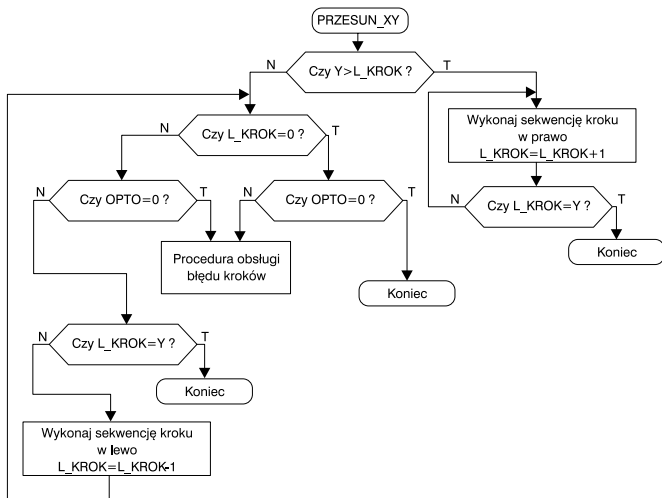 PRZESUN_XY
N
Czy Y>L_KROK ?
T
N
Czy L_KROK=0 ?
T
Wykonaj sekwencję kroku
w prawo
L_KROK=L_KROK+1
N
Czy OPTO=0 ?
T
N
Czy OPTO=0 ?
T
N
Czy L_KROK=Y ?
T
Procedura obsługi
błędu kroków
Koniec
Koniec
N
Czy L_KROK=Y ?
T
Koniec
Wykonaj sekwencję kroku
w lewo
L_KROK=L_KROK-1